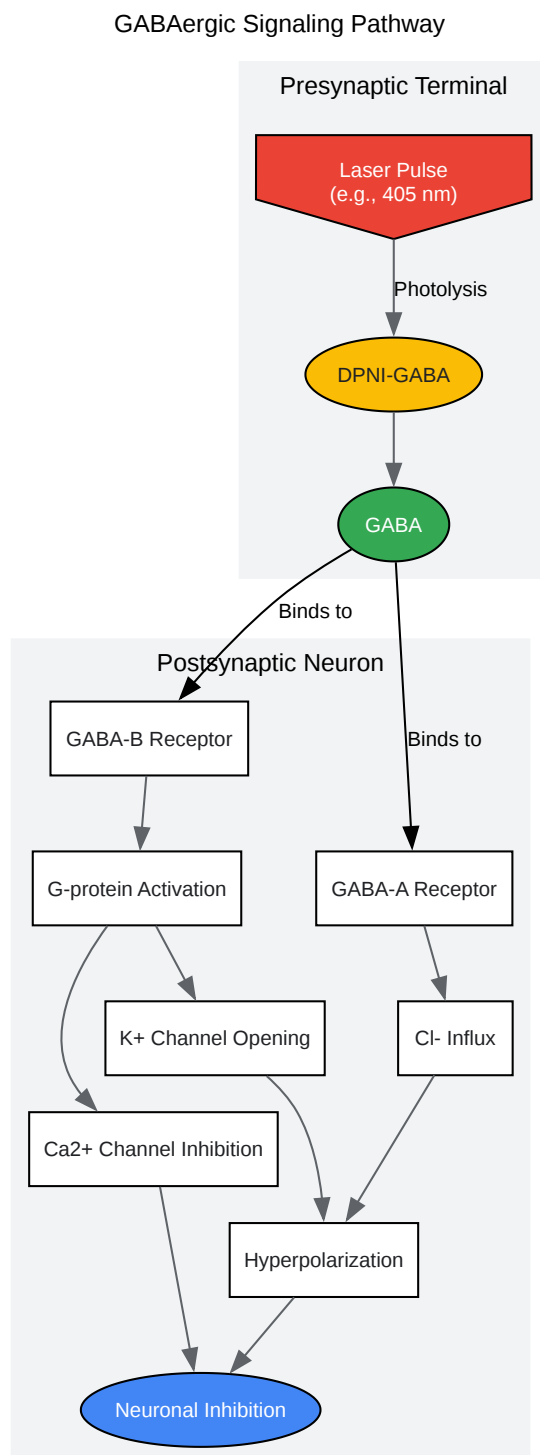 GABAergic Signaling Pathway
Presynaptic Terminal
Laser Pulse
(e.g., 405 nm)
Photolysis
DPNI-GABA
GABA
Binds to
Postsynaptic Neuron
GABA-B Receptor
Binds to
G-protein Activation
GABA-A Receptor
K+ Channel Opening
Cl- Influx
Ca2+ Channel Inhibition
Hyperpolarization
Neuronal Inhibition